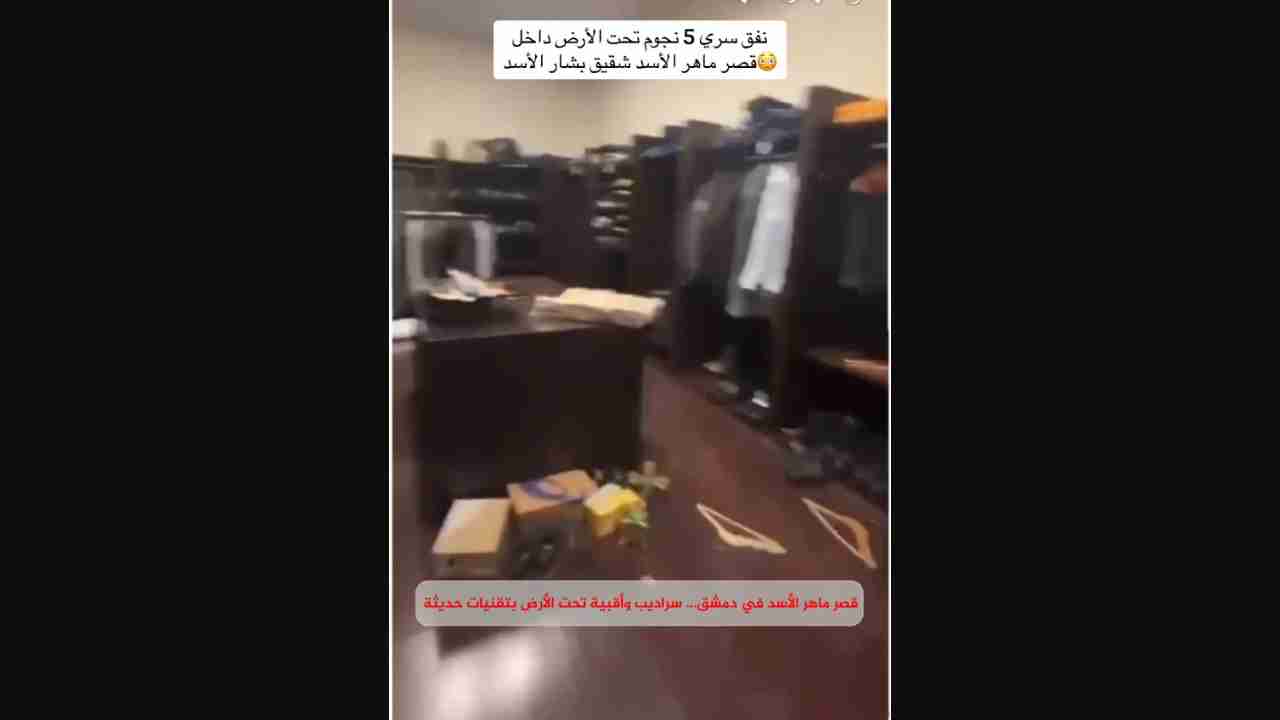 نفق سري 5 نجوم تحت الأرض داخل
قصر ماهر الأسد شقيق بشار الأسد😳
قصر ماهر الأسد في دمشق... سراديب وأقبية تحت الأرض بتقنيات حديثة